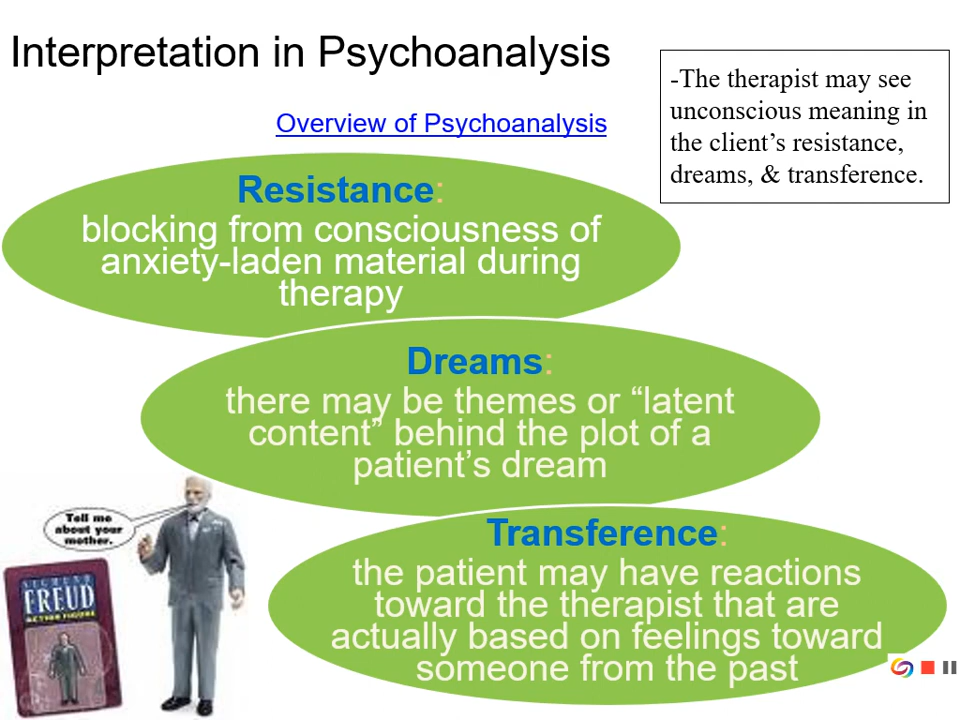 Interpretation in Psychoanalysis
Overview of Psychoanalysis
-The therapist may see
unconscious meaning in
the client’s resistance,
dreams, & transference.
Resistance:
blocking from consciousness of
anxiety-laden material during
therapy
Dreams:
there may be themes or “latent
content” behind the plot of a
patient’s dream
Transference:
the patient may have reactions
toward the therapist that are
actually based on feelings toward
someone from the past
Tell me
about your
mother.
SIGMUND
FREUD
ACTION FIGURE